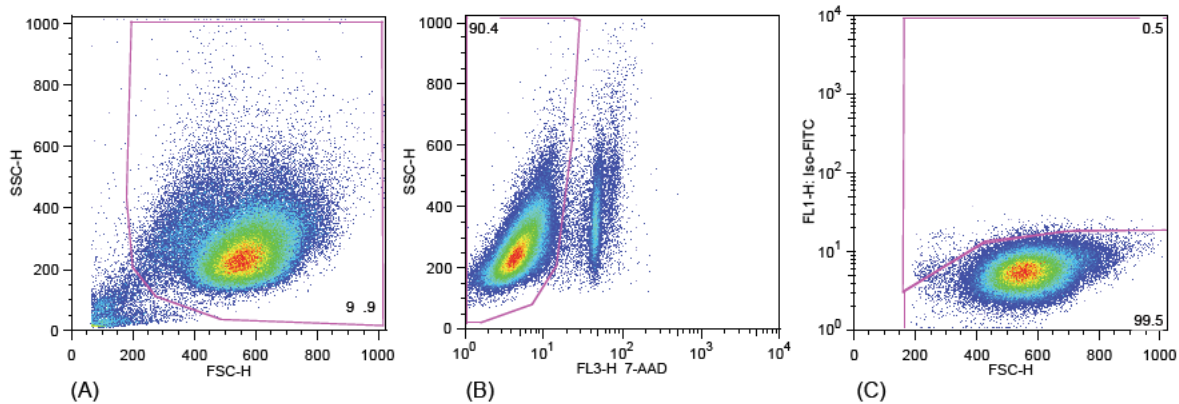 1000
800
600
400
200
0
SSC-H
0 200 400 600 800 1000
FSC-H
9 .9
(A)
1000
800
600
400
200
0
SSC-H
90.4
10^0 10^1 10^2 10^3 10^4
FL3-H 7-AAD
(B)
10^4
10^3
10^2
10^1
10^0
FL1-H: Iso-FITC
0.5
99.5
0 200 400 600 800 1000
FSC-H
(C)